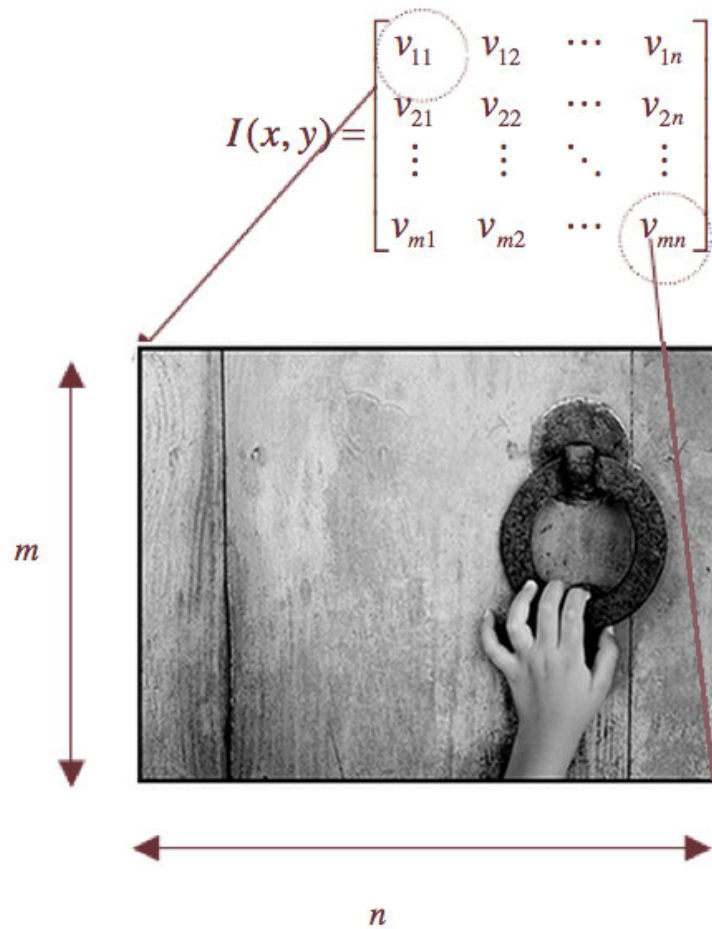 v₁₁ v₁₂ ⋯ v₁ₙ
I(x, y) = v₂₁ v₂₂ ⋯ v₂ₙ
⋮ ⋮ ⋱ ⋮
vₘ₁ vₘ₂ ⋯ vₘₙ
m
n